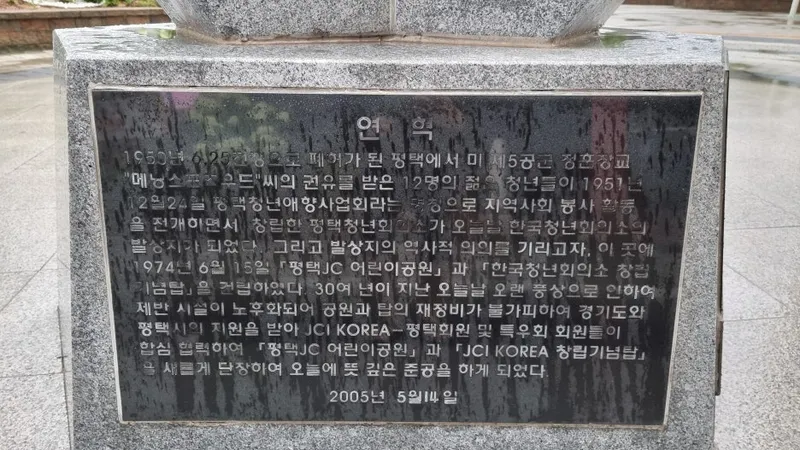 연 혁
1950년 6.25전쟁으로 폐허가 된 평택에서 미 제5공군 정훈장교
씨의 권유를 받은 12명의 젊은 청년들이 1951년
12월24일 평택청년애향사업회라는 명칭으로 지역사회 봉사 활동
을 전개하면서 창립한 평택청년회의소가 오늘날 한국청년회의소의
발상지가 되었다. 그리고 발상지의 역사적 의의를 기리고자, 이 곳에
1974년 6월 15일 「평택JC 어린이공원」과 「한국청년회의소 창립
기념탑」을 건립하였다. 30여 년이 지난 오늘날 오랜 풍상으로 인하여
제반 시설이 노후화되어 공원과 탑의 재정비가 불가피하여 경기도와
평택시의 지원을 받아 JCI KOREA-평택회원 및 특우회 회원들이
합심 협력하여 「평택JC 어린이공원」과 「JCI KOREA 창립기념탑」
을 새롭게 단장하여 오늘에 뜻 깊은 준공을 하게 되었다.
2005년 5월14일